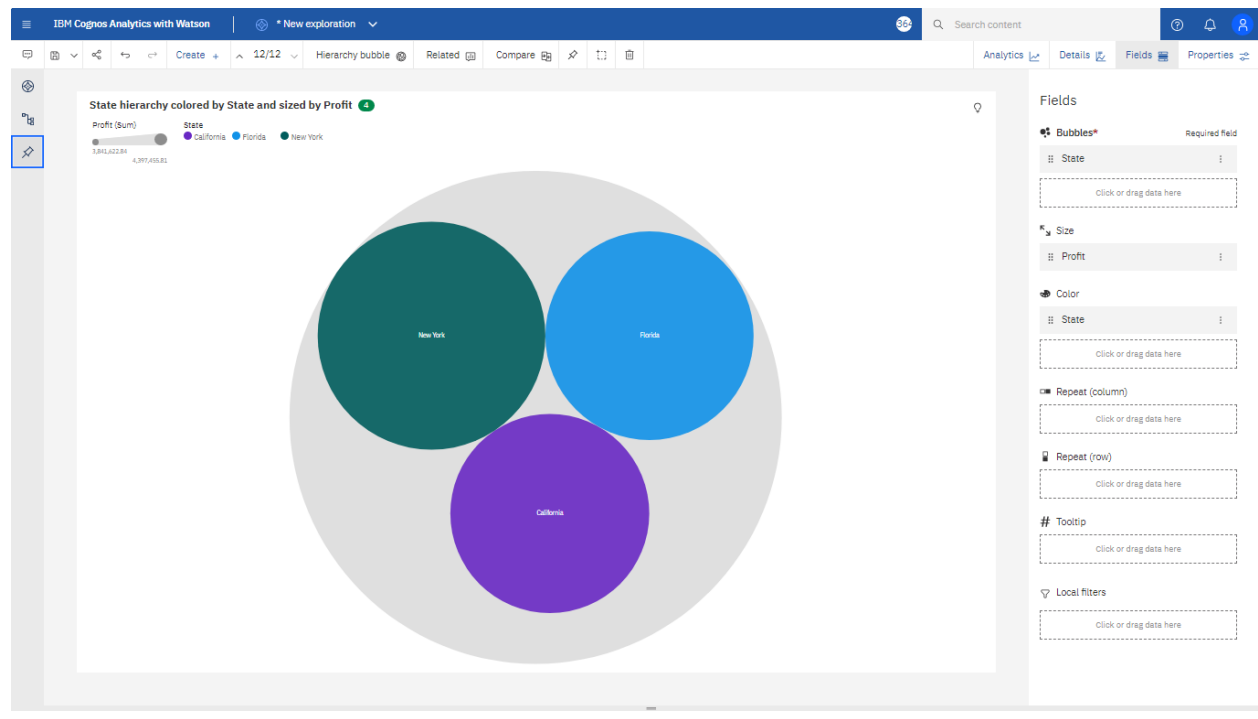 IBM Cognos Analytics with Watson
* New exploration
364
Search content
Create +
12/12
Hierarchy bubble
Related
Compare
Analytics
Details
Fields
Properties
State hierarchy colored by State and sized by Profit 4
Profit (Sum)
3,841,622.84
4,397,455.81
State
California
Florida
New York
New York
Florida
California
Fields
Bubbles*
Required field
State
Click or drag data here
Size
Profit
Color
State
Click or drag data here
Repeat (column)
Click or drag data here
Repeat (row)
Click or drag data here
Tooltip
Click or drag data here
Local filters
Click or drag data here